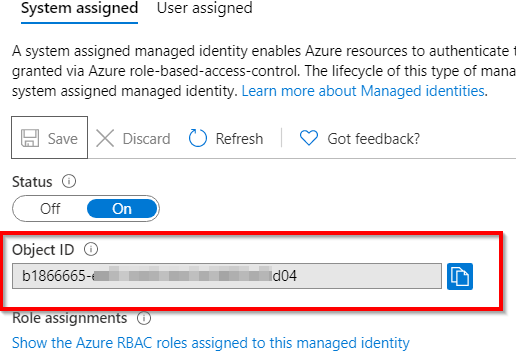 System assigned User assigned
A system assigned managed identity enables Azure resources to authenticate t
granted via Azure role-based-access-control. The lifecycle of this type of mana
system assigned managed identity. Learn more about Managed identities.
Save Discard Refresh Got feedback?
Status
Off On
Object ID
b1866665- d04
Role assignments
Show the Azure RBAC roles assigned to this managed identity